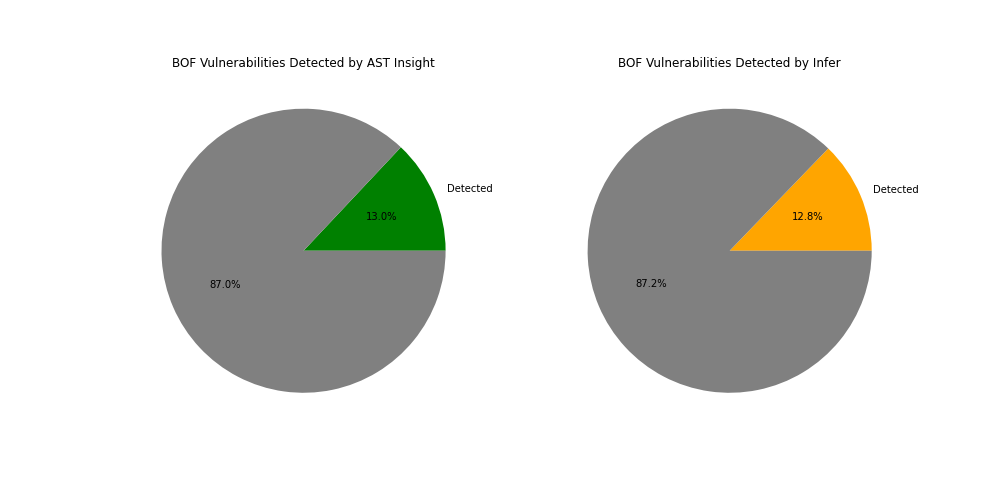 BOF Vulnerabilities Detected by AST Insight
Detected
13.0%
87.0%
BOF Vulnerabilities Detected by Infer
Detected
12.8%
87.2%